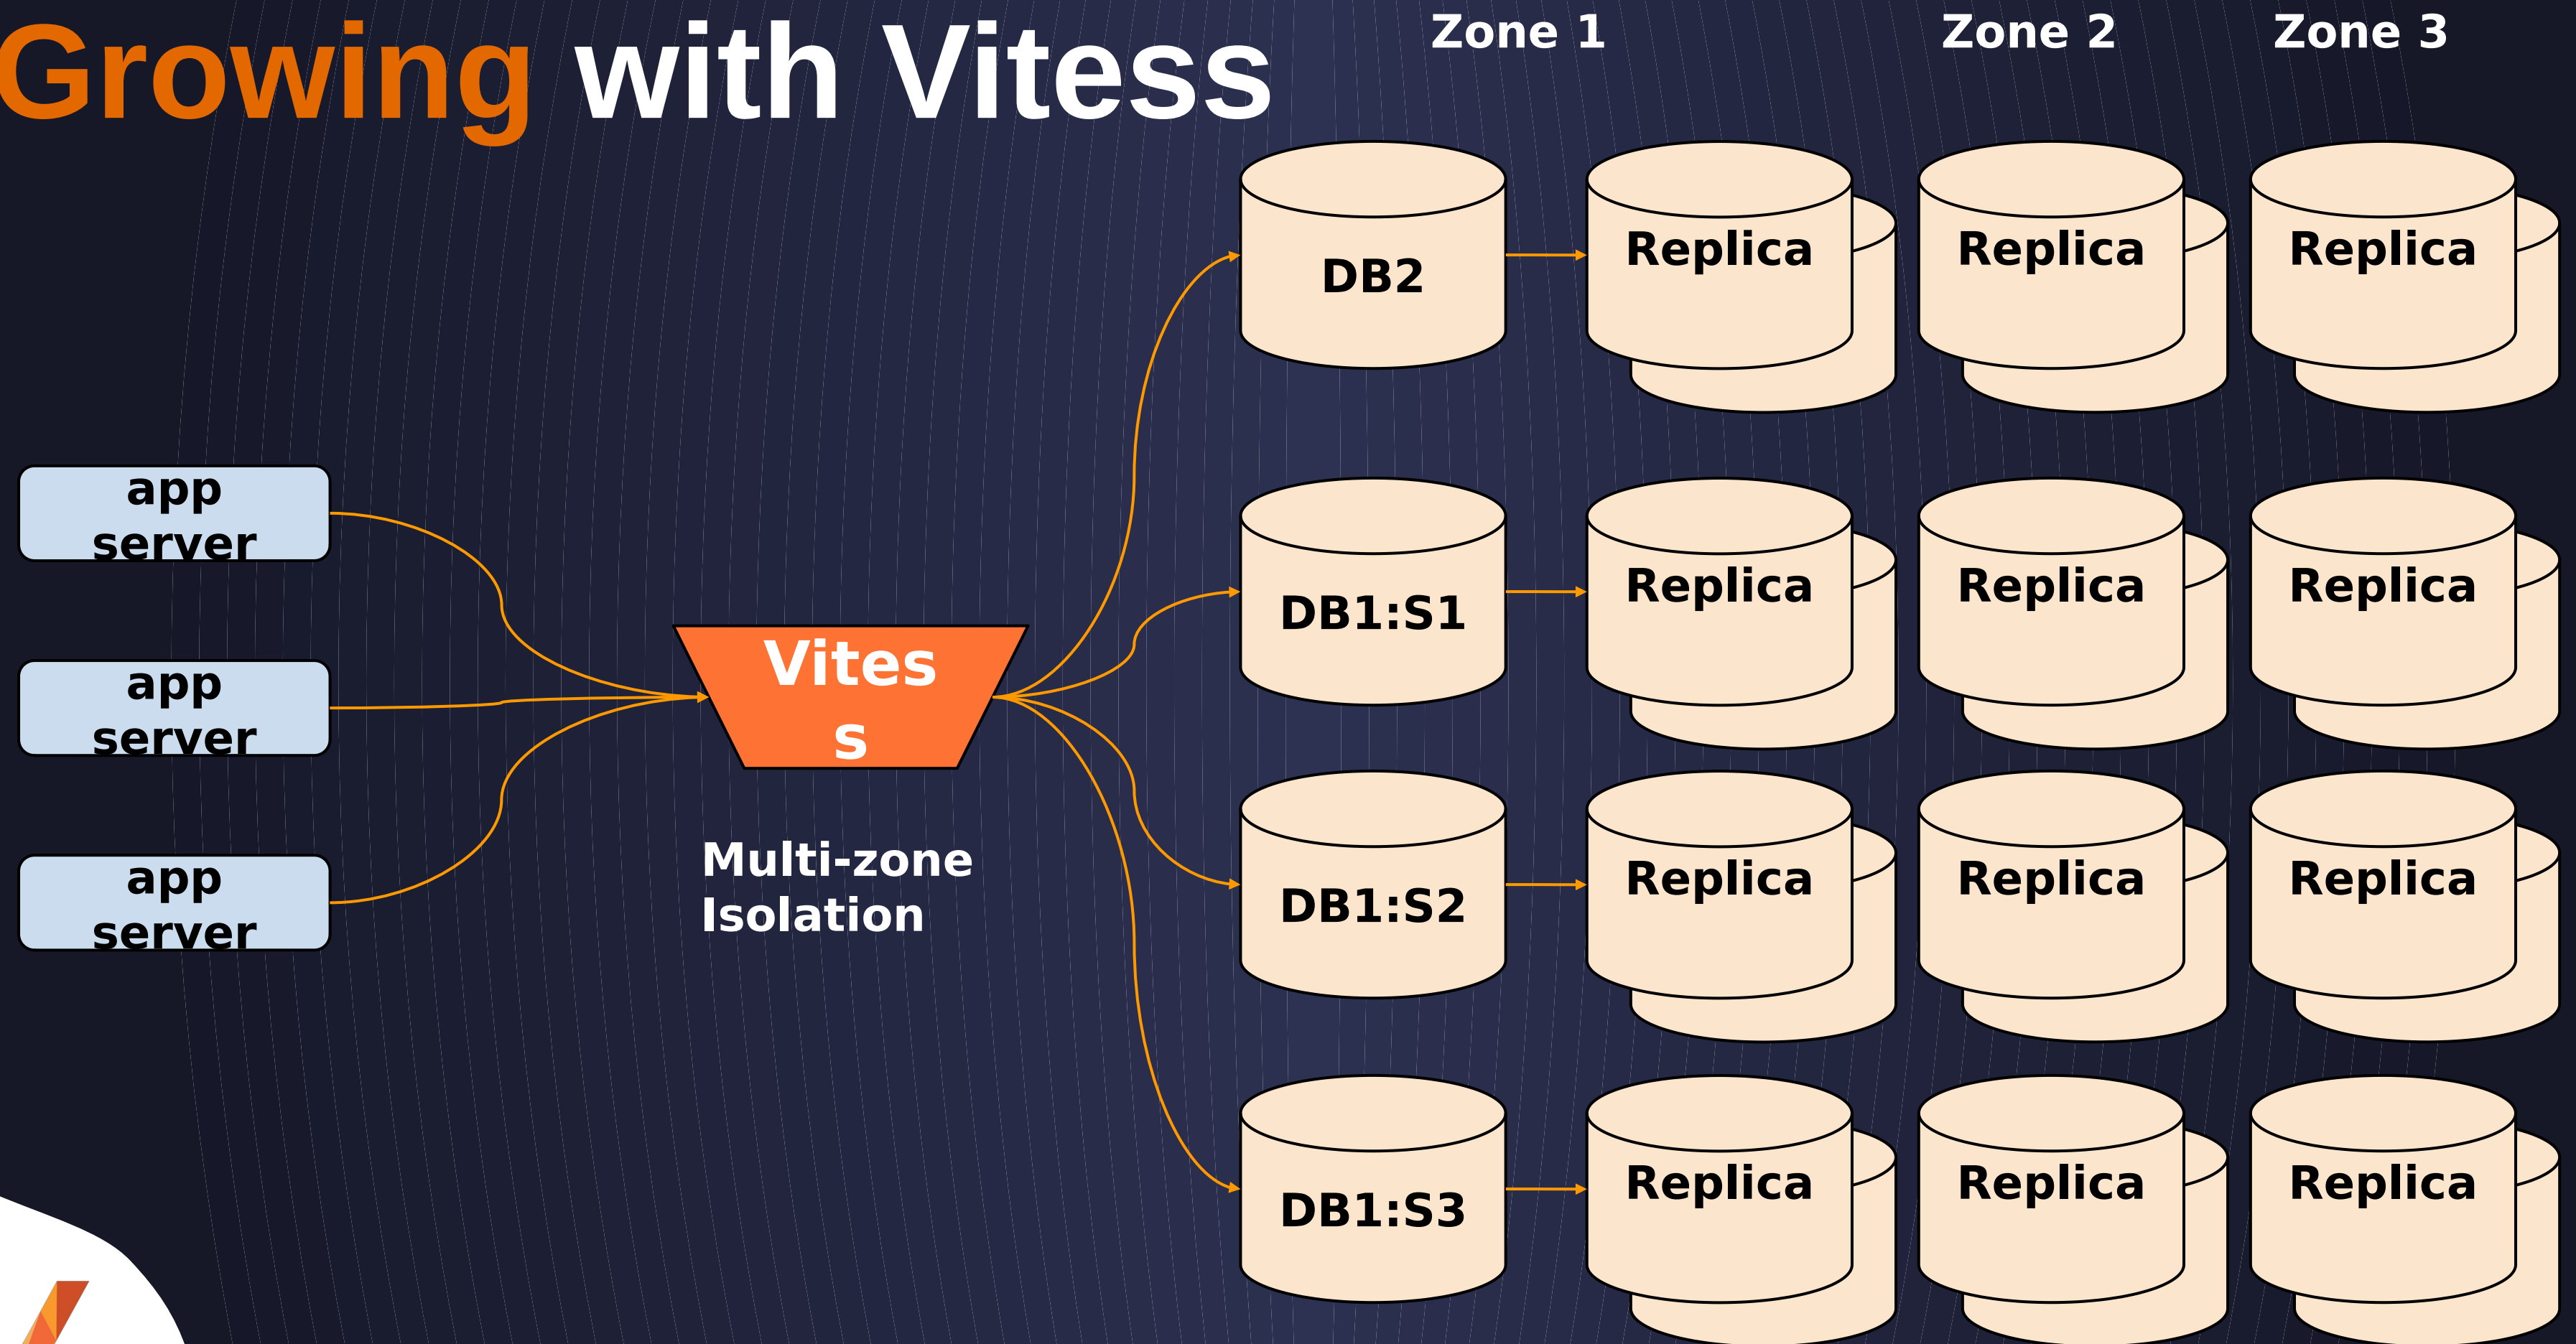 Growing with Vitess
Zone 1
Zone 2
Zone 3
DB2
Replica
Replica
Replica
app
server
app
server
app
server
Vites
s
Multi-zone
Isolation
DB1:S1
Replica
Replica
Replica
DB1:S2
Replica
Replica
Replica
DB1:S3
Replica
Replica
Replica